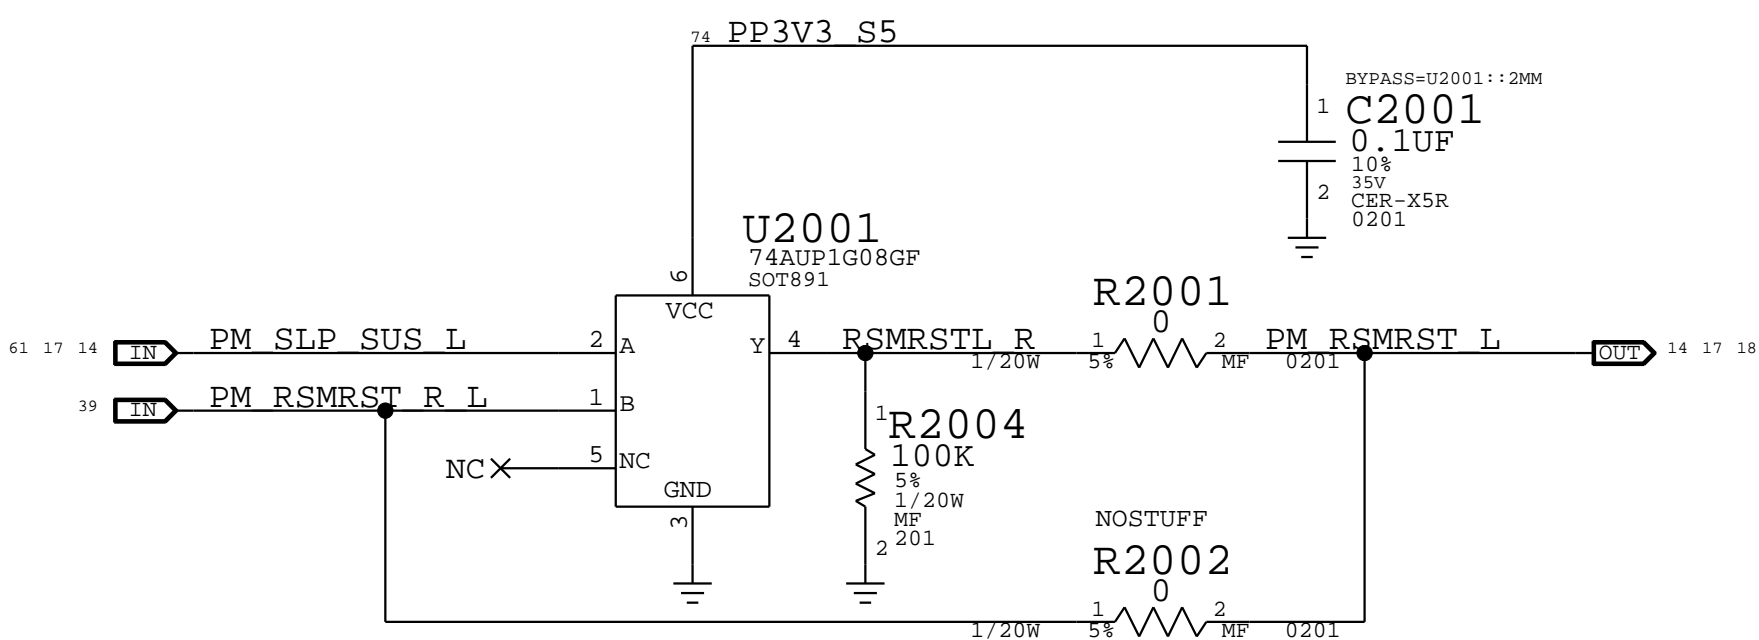 74 PP3V3_S5
BYPASS=U2001::2MM
1 C2001
0.1UF
10%
35V
2 CER-X5R
0201
U2001
74AUP1G08GF
SOT891
6
VCC
R2001
0
61 17 14 IN PM_SLP_SUS_L 2 A Y 4 RSMRSTL_R 1 2 PM_RSMRST_L OUT 14 17 18
1/20W 5% MF 0201
39 IN PM_RSMRST_R_L 1 B
1 R2004
100K
NC 5 NC
5%
GND
1/20W
3
MF
201
2
NOSTUFF
R2002
0
1 2
1/20W 5% MF 0201